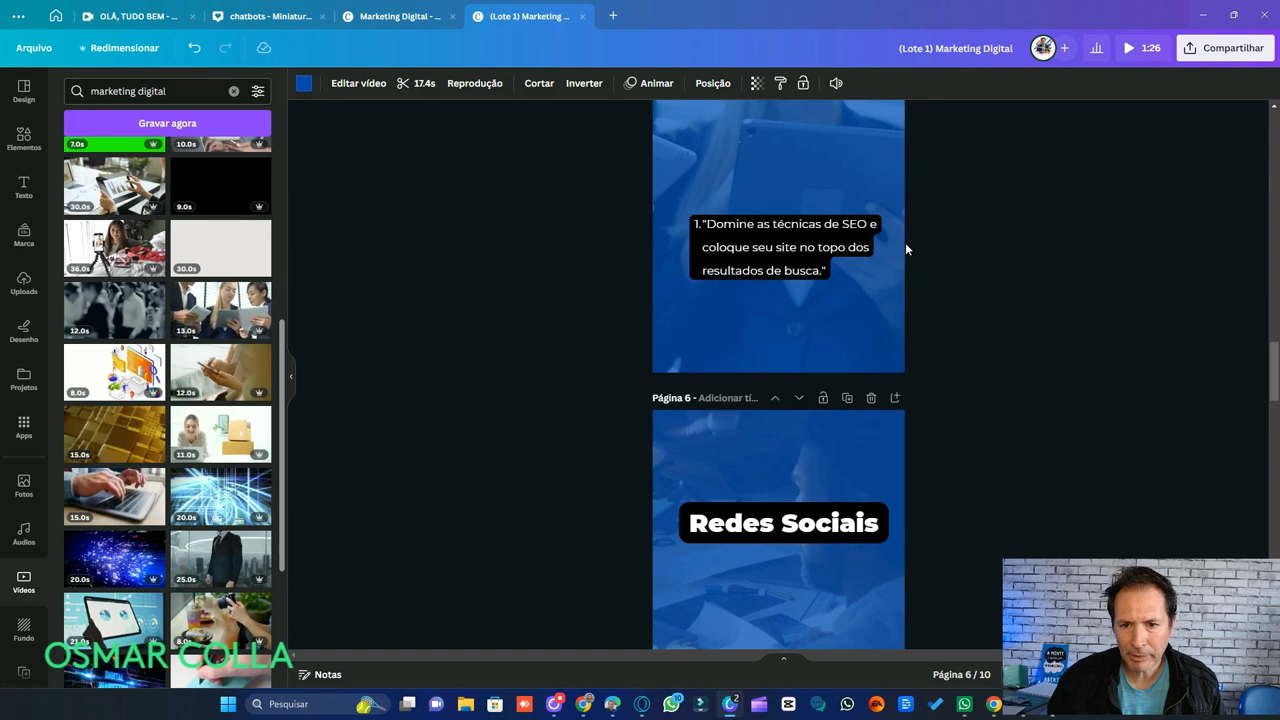 OLÁ, TUDO BEM - ...
chatbots - Miniatur...
Marketing Digital - ...
(Lote 1) Marketing ...
Arquivo
Redimensionar
(Lote 1) Marketing Digital
1:26
Compartilhar
Design
Elementos
Texto
Marca
Uploads
Desenho
Projetos
Apps
Fotos
Áudios
Vídeos
Fundo
marketing digital
Gravar agora
7.0s
10.0s
30.0s
9.0s
36.0s
30.0s
12.0s
13.0s
8.0s
12.0s
15.0s
11.0s
15.0s
20.0s
20.0s
25.0s
8.0s
OSMAR COLLA
Editar vídeo
17.4s
Reprodução
Cortar
Inverter
Animar
Posição
1."Domine as técnicas de SEO e
coloque seu site no topo dos
resultados de busca."
Página 6 - Adicionar tí...
Redes Sociais
Notas
Página 6 / 10
Pesquisar
10
2